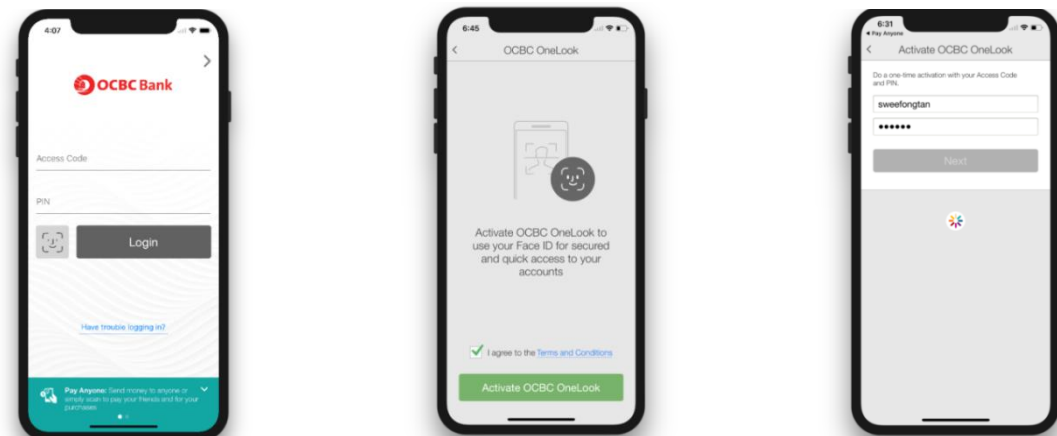 4:07
OCBC Bank
Access Code
PIN
Login
Have trouble logging in?
Pay Anyone: Send money to anyone or
simply scan to pay your friends and for your
purchases
6:45
OCBC OneLook
Activate OCBC OneLook to
use your Face ID for secured
and quick access to your
accounts
I agree to the Terms and Conditions
Activate OCBC OneLook
6:31
Pay Anyone
Activate OCBC OneLook
Do a one-time activation with your Access Code
and PIN.
sweefongtan
••••••
Next